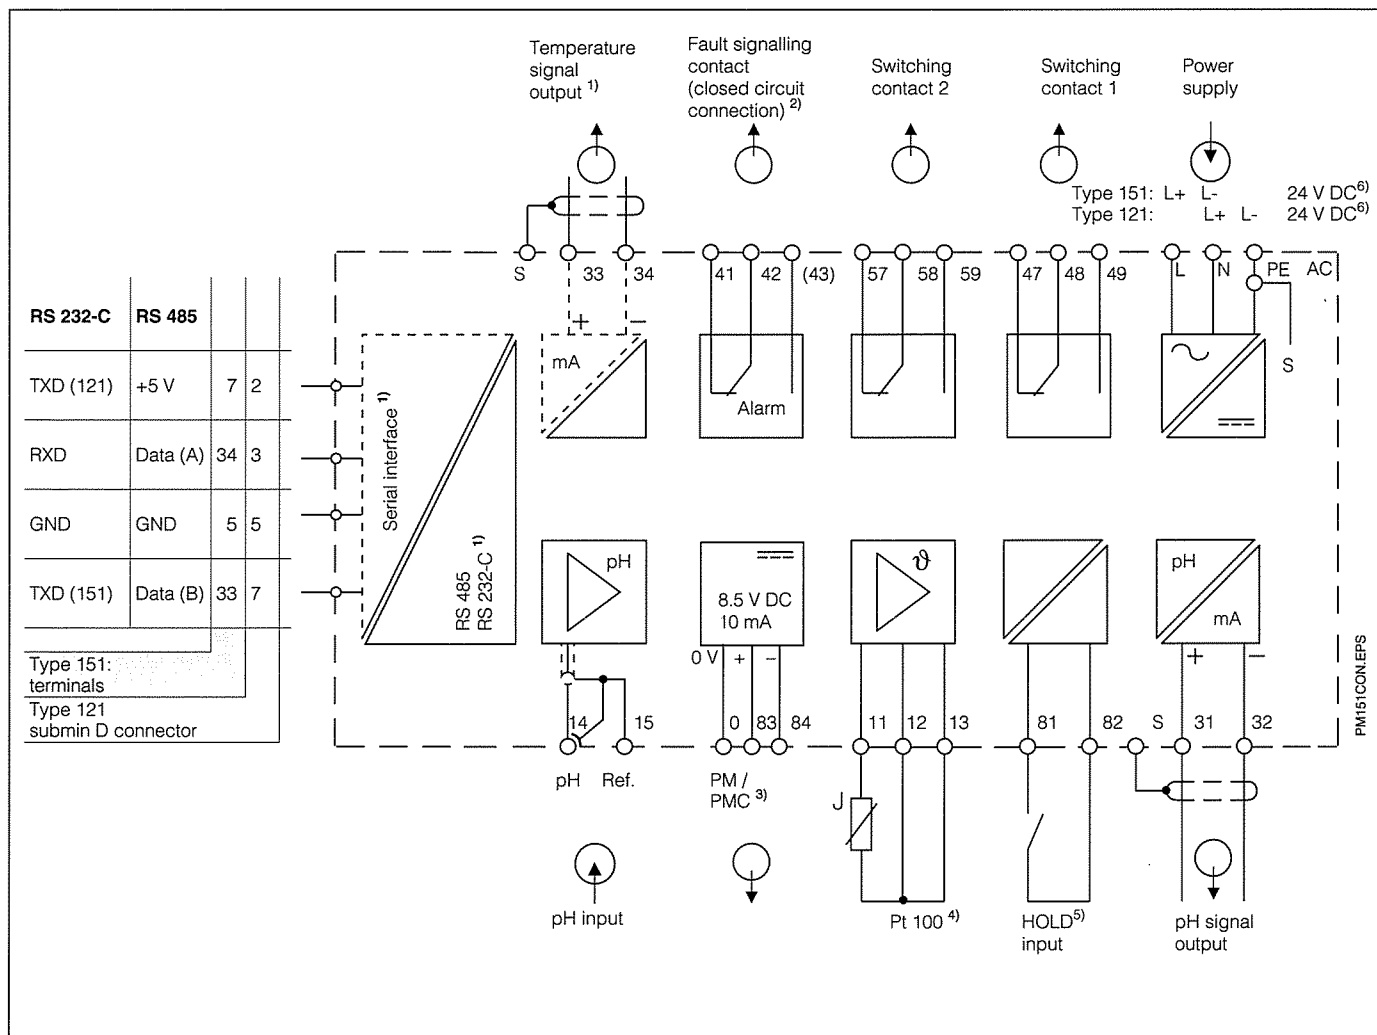 Temperature
signal
output 1)
Fault signalling
contact
(closed circuit
connection) 2)
Switching
contact 2
Switching
contact 1
Power
supply
Type 151: L+ L- 24 V DC6)
Type 121: L+ L- 24 V DC6)
S 33 34 41 42 (43) 57 58 59 47 48 49 L N PE AC
+ −
mA
Alarm
S
RS 232-C RS 485
TXD (121) +5 V 7 2
RXD Data (A) 34 3
GND GND 5 5
TXD (151) Data (B) 33 7
Type 151:
terminals
Type 121
submin D connector
Serial interface 1)
RS 485
RS 232-C 1)
pH
8.5 V DC
10 mA
0 V + −
ϑ
pH
mA
+ −
14 15 0 83 84 11 12 13 81 82 S 31 32
pH Ref.
PM /
PMC 3)
J
pH input
Pt 100 4)
HOLD5)
input
pH signal
output
PM151CON.EPS